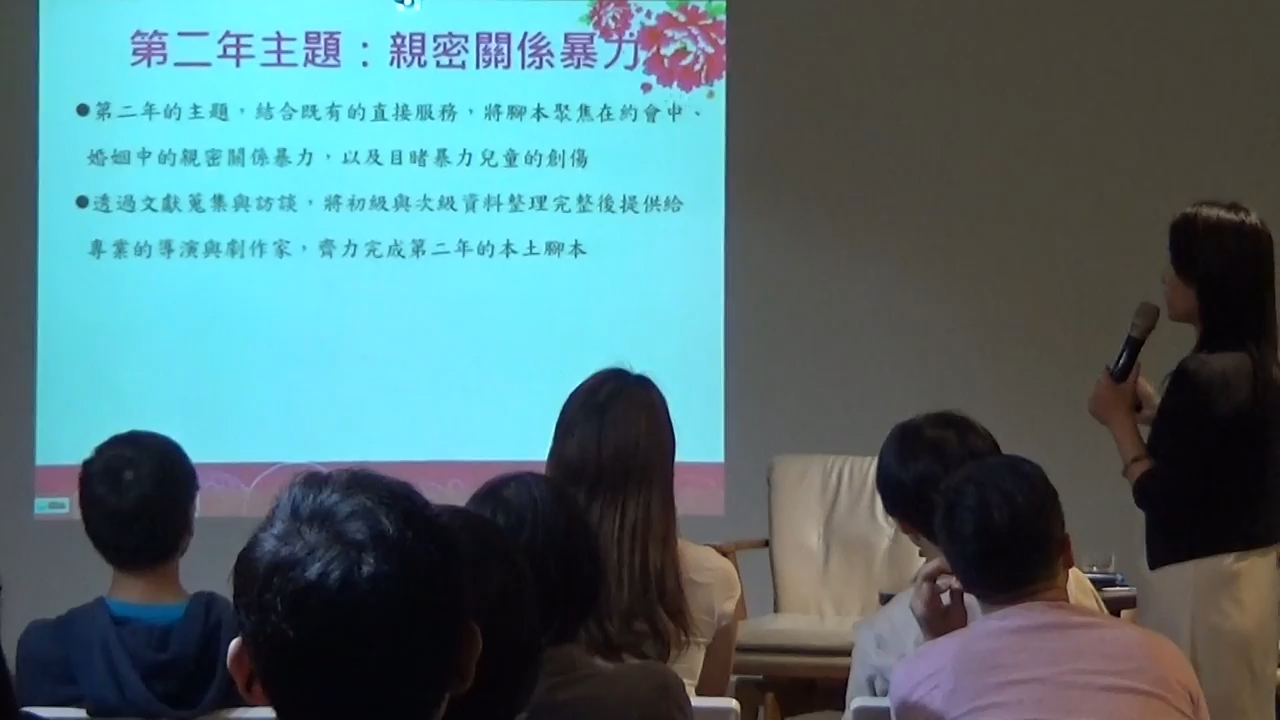 第二年主題：親密關係暴力
●第二年的主題，結合既有的直接服務，將腳本聚焦在約會中、
婚姻中的親密關係暴力，以及目睹暴力兒童的創傷
●透過文獻蒐集與訪談，將初級與次級資料整理完整後提供給
專業的導演與劇作家，齊力完成第二年的本土腳本